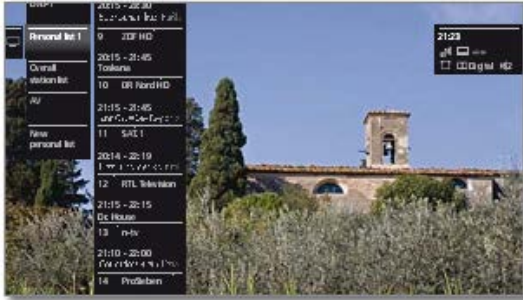 DVB-T
Personal list 1
Overall
station list
AV
New
personal list
20:15 - 22:30
9 ZDF HD
20:15 - 21:45
Toskana
10 DR Nord HD
21:15 - 21:45
11 SAT.1
20:14 - 22:19
12 RTL Television
21:15 - 22:15
Dr. House
13 n-tv
21:10 - 22:00
14 ProSieben
21:23
Digital